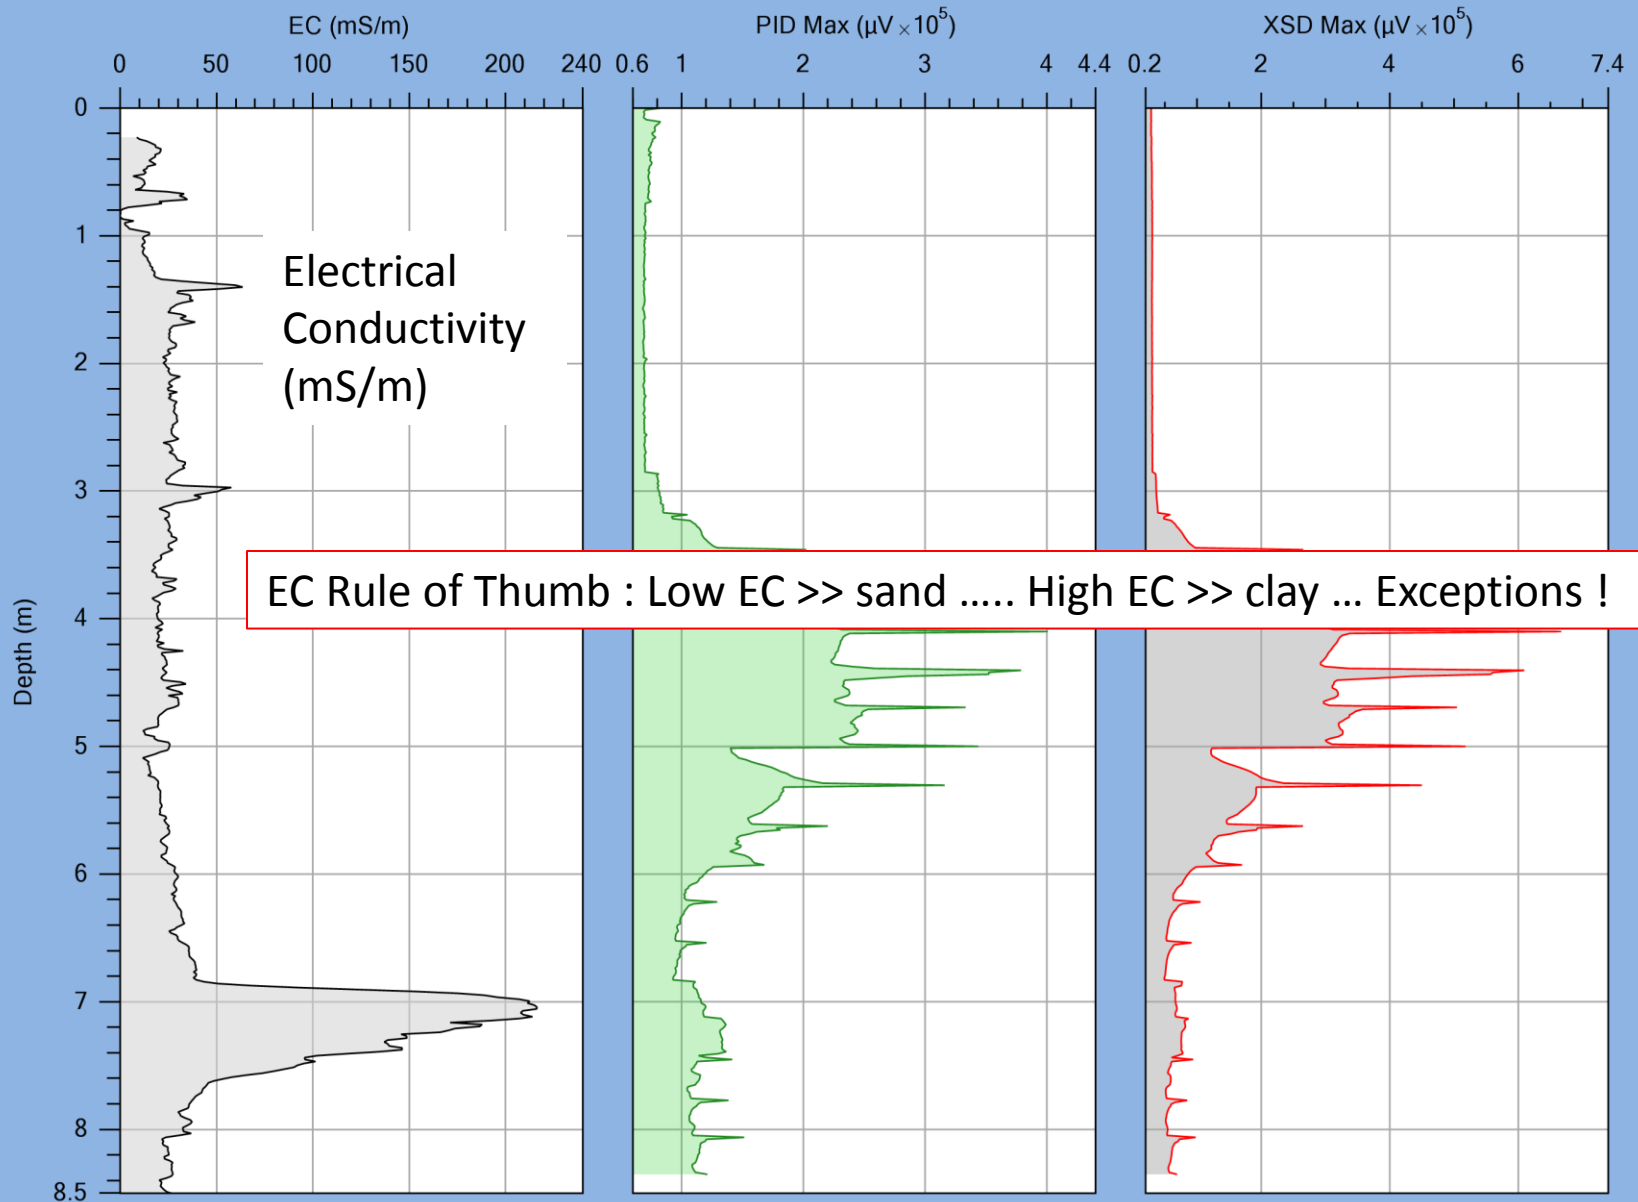 EC (mS/m) PID Max (µV ×10⁵) XSD Max (µV ×10⁵)
0 50 100 150 200 240 0.6 1 2 3 4 4.4 0.2 2 4 6 7.4
0
1
Electrical
Conductivity
(mS/m)
2
3
EC Rule of Thumb : Low EC >> sand ..... High EC >> clay ... Exceptions !
4
Depth (m)
5
6
7
8
8.5